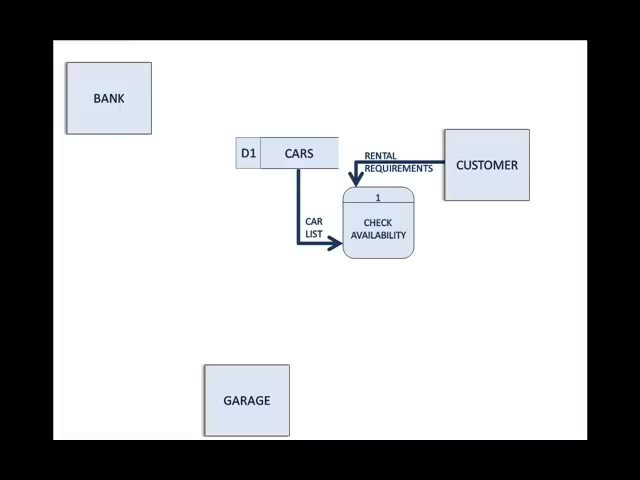 BANK
D1 CARS
RENTAL
REQUIREMENTS
CUSTOMER
1
CHECK
AVAILABILITY
CAR
LIST
GARAGE